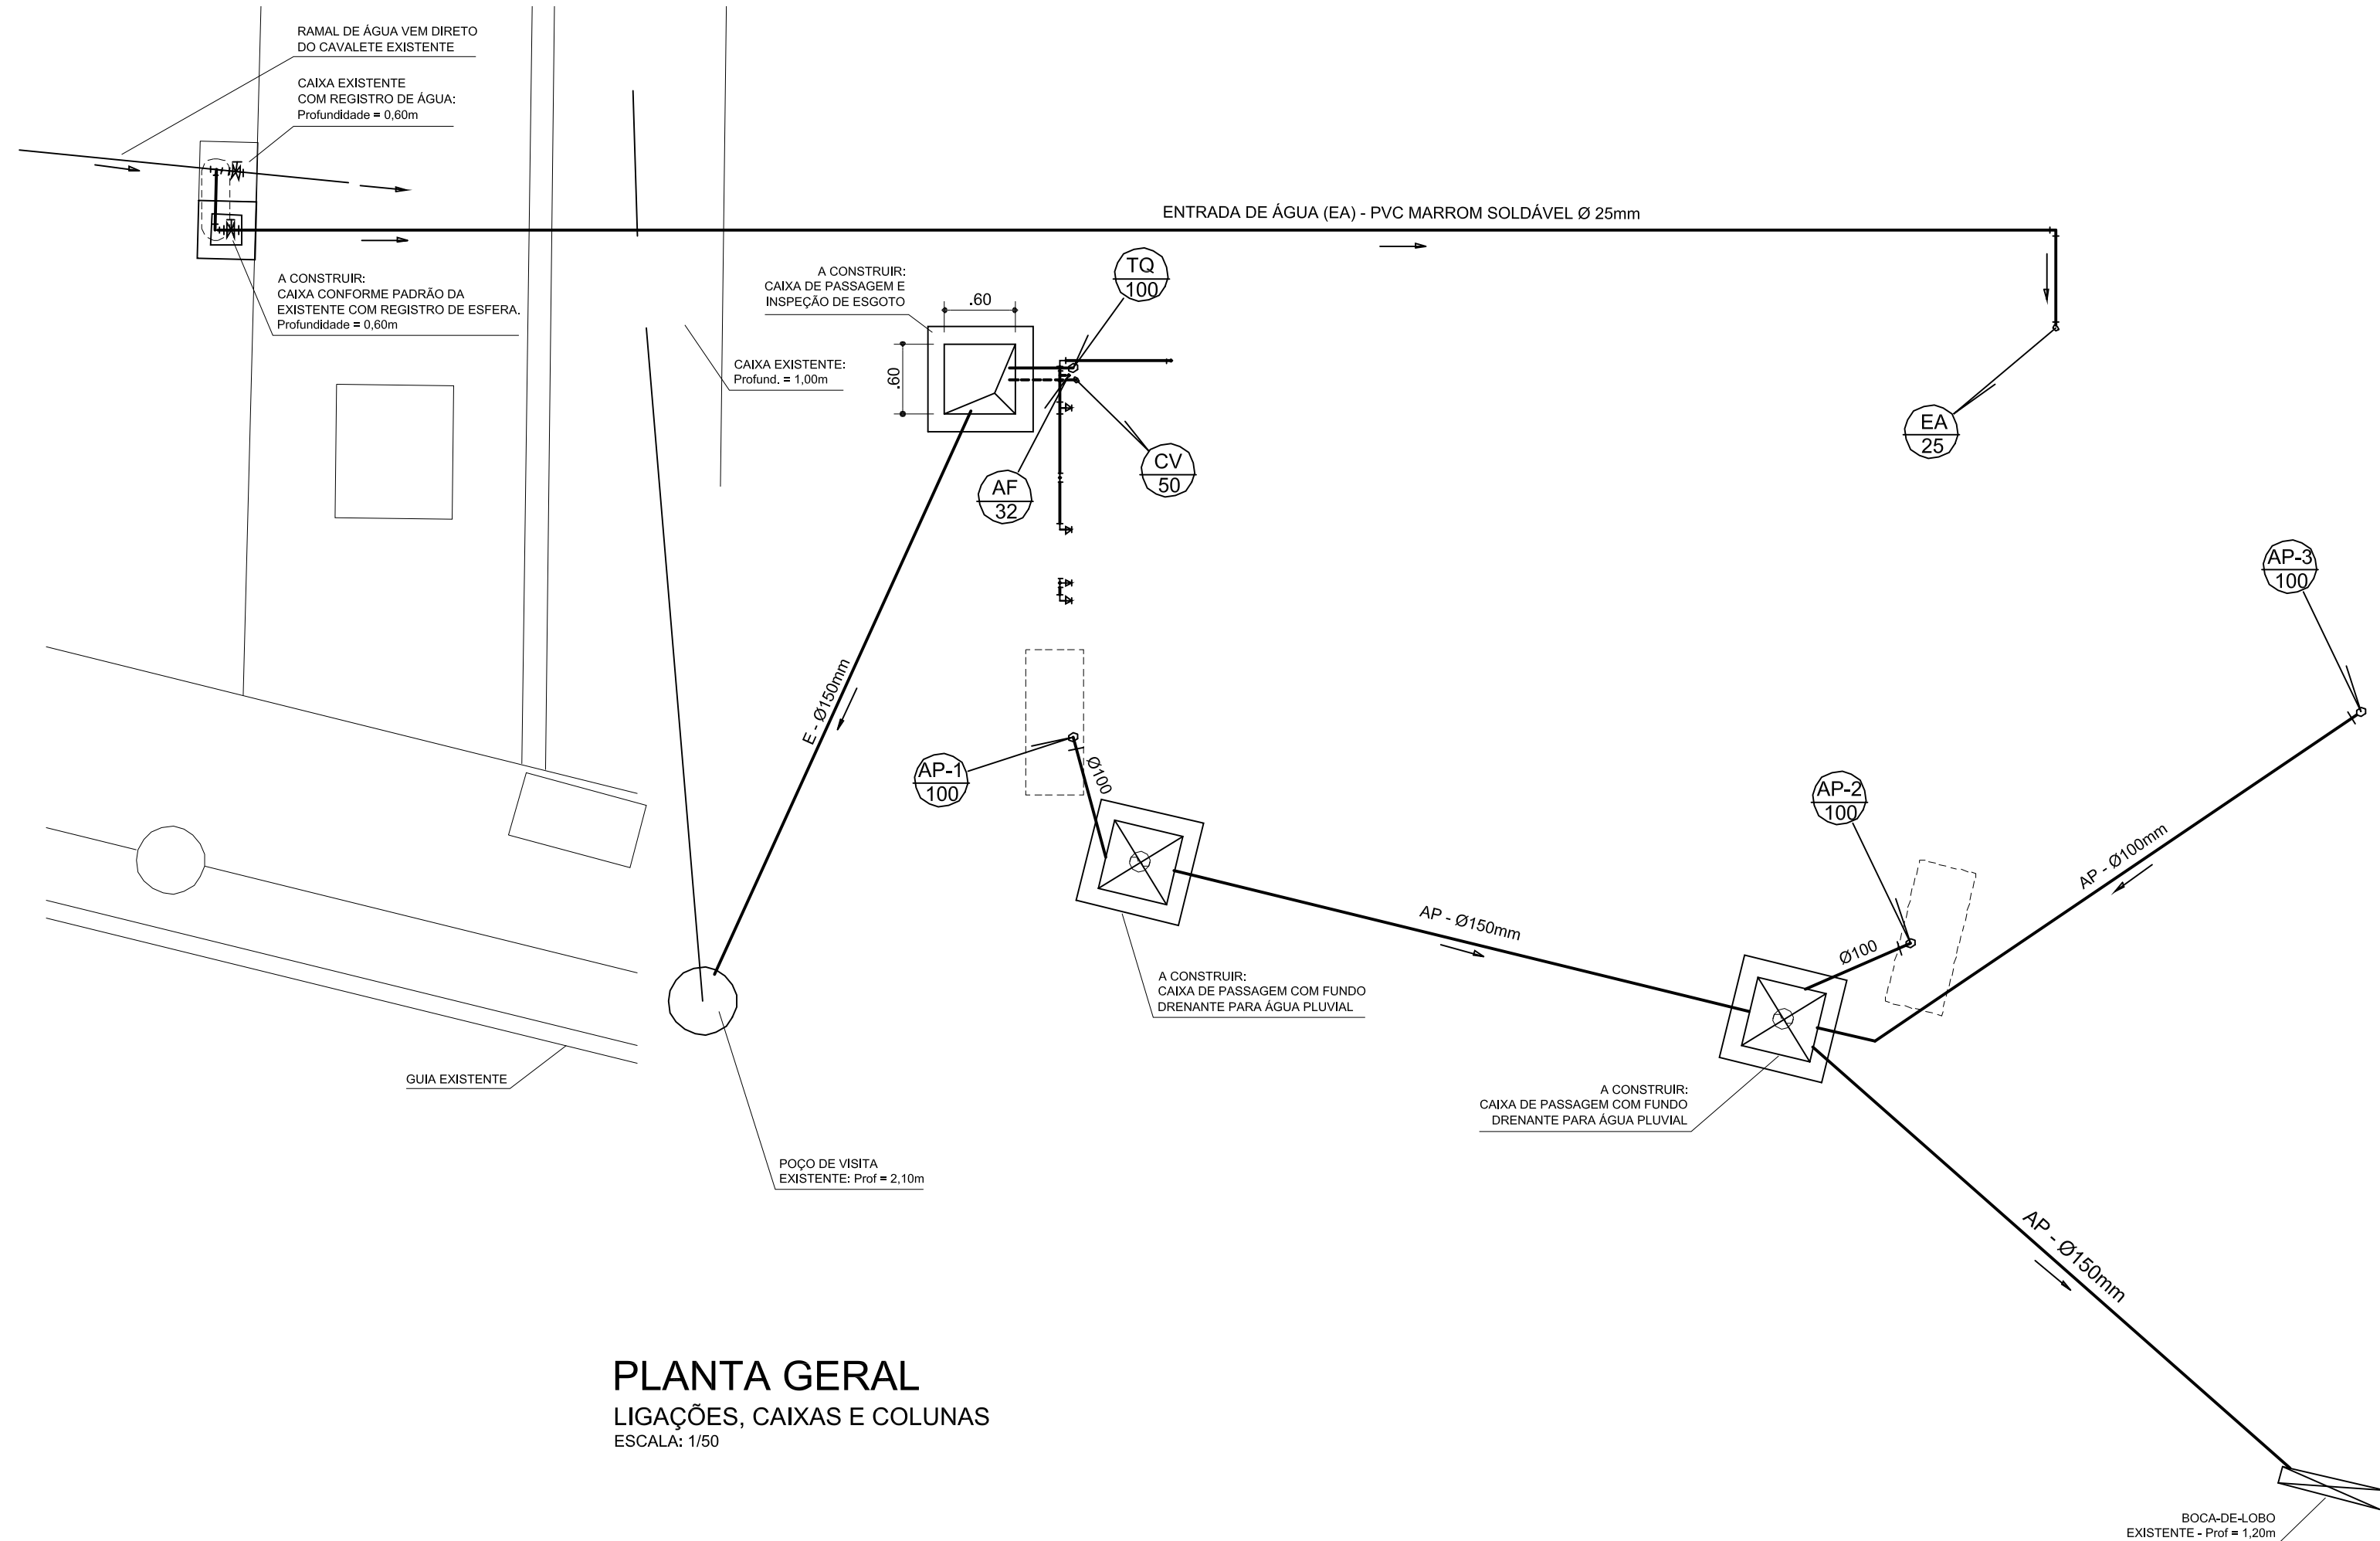 RAMAL DE ÁGUA VEM DIRETO
DO CAVALETE EXISTENTE
CAIXA EXISTENTE
COM REGISTRO DE ÁGUA:
Profundidade = 0,60m
ENTRADA DE ÁGUA (EA) - PVC MARROM SOLDÁVEL Ø 25mm
A CONSTRUIR:
CAIXA CONFORME PADRÃO DA
EXISTENTE COM REGISTRO DE ESFERA.
Profundidade = 0,60m
A CONSTRUIR:
CAIXA DE PASSAGEM E
INSPEÇÃO DE ESGOTO
.60
.60
TQ
100
CAIXA EXISTENTE:
Profund. = 1,00m
EA
25
CV
50
AF
32
AP-3
100
E - Ø150mm
AP-1
100
Ø100
AP-2
100
AP - Ø100mm
AP - Ø150mm
Ø100
A CONSTRUIR:
CAIXA DE PASSAGEM COM FUNDO
DRENANTE PARA ÁGUA PLUVIAL
GUIA EXISTENTE
A CONSTRUIR:
CAIXA DE PASSAGEM COM FUNDO
DRENANTE PARA ÁGUA PLUVIAL
POÇO DE VISITA
EXISTENTE: Prof = 2,10m
AP - Ø150mm
PLANTA GERAL
LIGAÇÕES, CAIXAS E COLUNAS
ESCALA: 1/50
BOCA-DE-LOBO
EXISTENTE - Prof = 1,20m